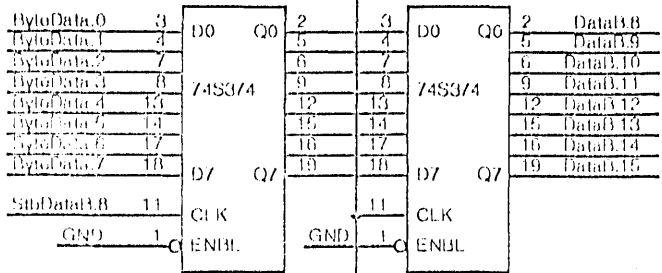 ByteData.0 3 D0 Q0 2 3 D0 Q0 2 DataB.8
ByteData.1 4 5 4 5 DataB.9
ByteData.2 7 6 7 6 DataB.10
ByteData.3 8 74S374 9 8 74S374 9 DataB.11
ByteData.4 13 12 13 12 DataB.12
ByteData.5 14 15 14 15 DataB.13
ByteData.6 17 16 17 16 DataB.14
ByteData.7 18 D7 Q7 19 18 D7 Q7 19 DataB.15
StbDataB.8 11 CLK 11 CLK
GND 1 ENBL GND 1 ENBL